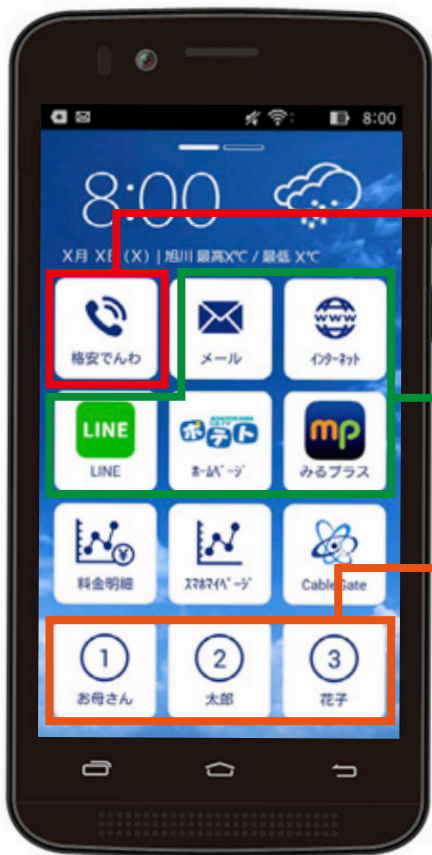 8:00
8:00
X月 X日 (X) | 旭川 最高X℃ / 最低 X℃
格安でんわ
メール
インターネット
LINE
LINE
ポテト
ホームページ
mp
みるプラス
料金明細
スマホマイページ
CableGate
1
お母さん
2
太郎
3
花子